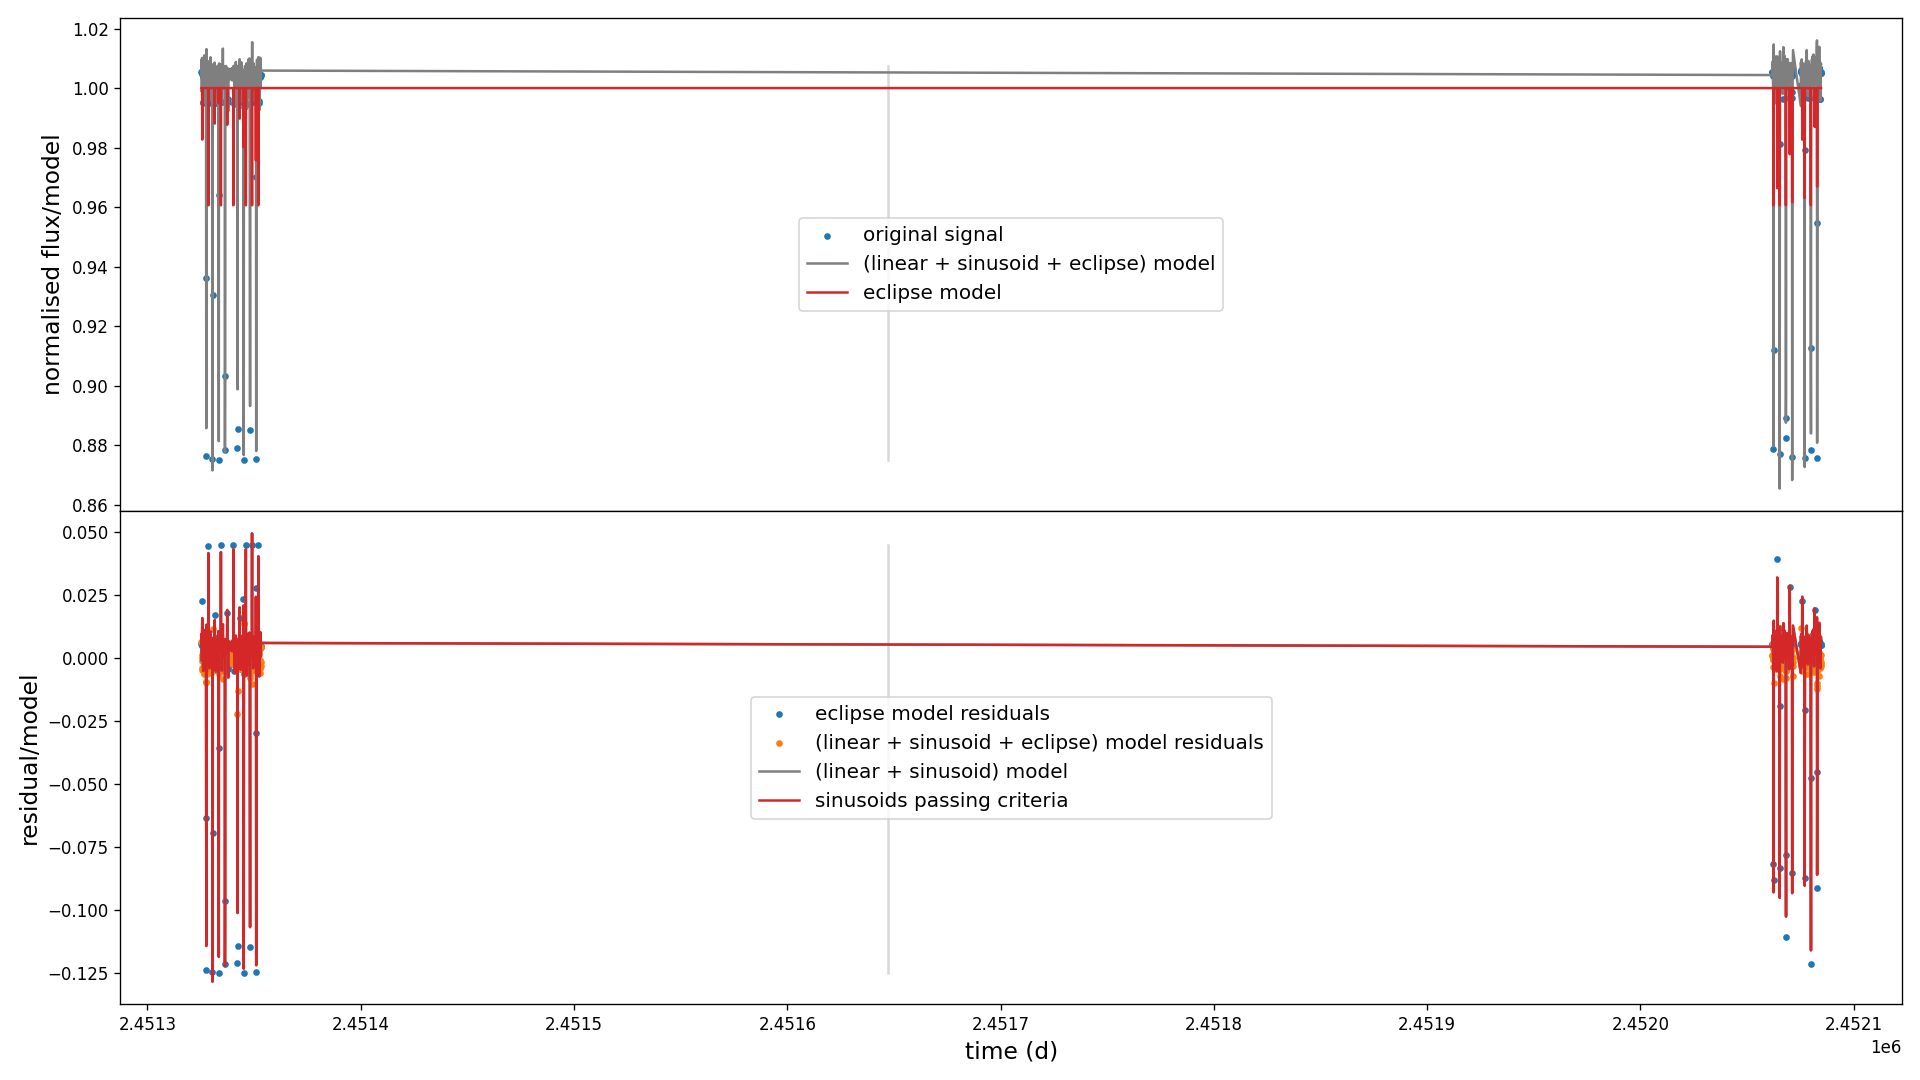 normalised flux/model
1.02
1.00
0.98
0.96
0.94
0.92
0.90
0.88
0.86
original signal
(linear + sinusoid + eclipse) model
eclipse model
residual/model
0.050
0.025
0.000
−0.025
−0.050
−0.075
−0.100
−0.125
eclipse model residuals
(linear + sinusoid + eclipse) model residuals
(linear + sinusoid) model
sinusoids passing criteria
2.4513 2.4514 2.4515 2.4516 2.4517 2.4518 2.4519 2.4520 2.4521
1e6
time (d)